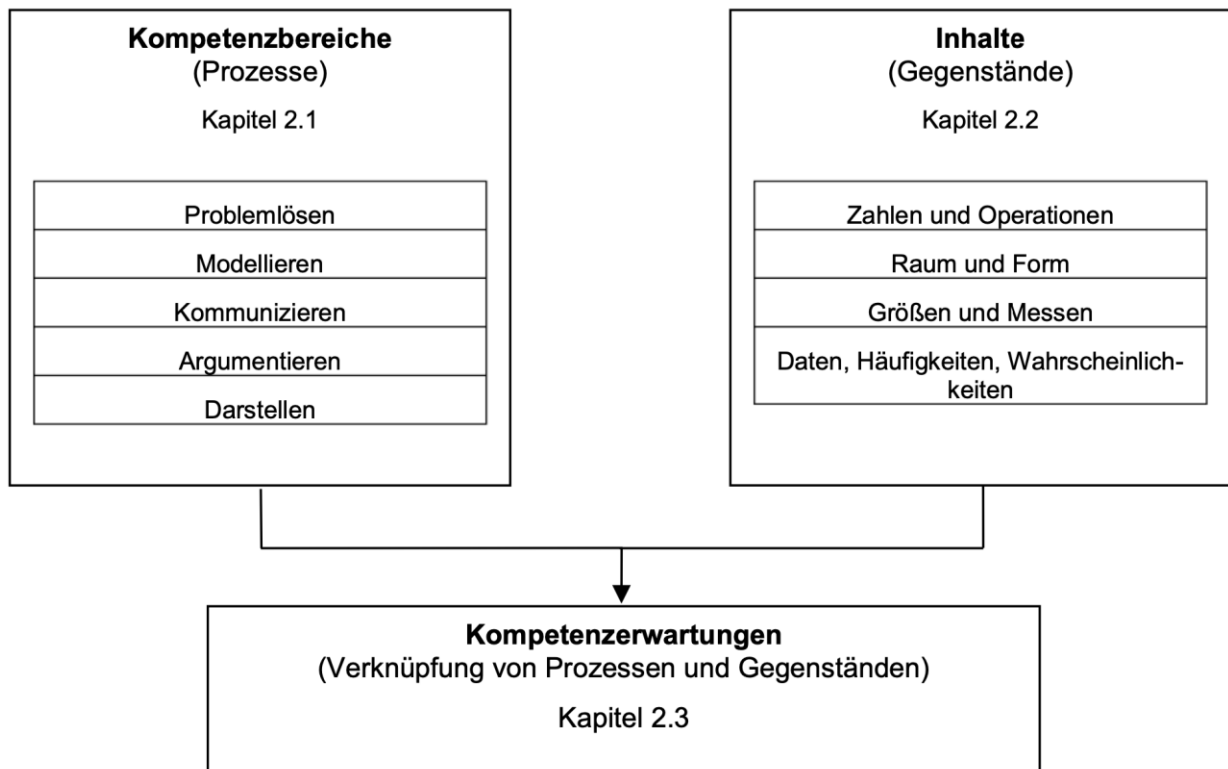 Kompetenzbereiche
(Prozesse)
Kapitel 2.1
Problemlösen
Modellieren
Kommunizieren
Argumentieren
Darstellen
Inhalte
(Gegenstände)
Kapitel 2.2
Zahlen und Operationen
Raum und Form
Größen und Messen
Daten, Häufigkeiten, Wahrscheinlich-
keiten
Kompetenzerwartungen
(Verknüpfung von Prozessen und Gegenständen)
Kapitel 2.3